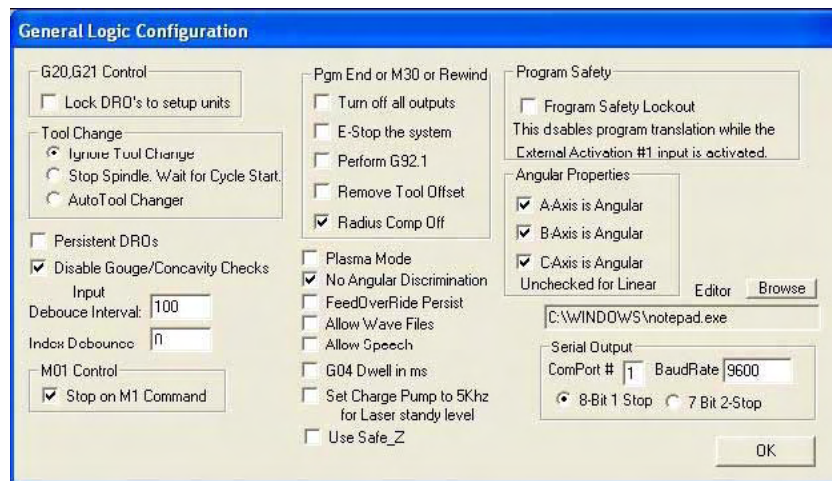 General Logic Configuration
G20,G21 Control
Lock DRO's to setup units
Tool Change
Ignore Tool Change
Stop Spindle. Wait for Cycle Start.
AutoTool Changer
Persistent DROs
Disable Gouge/Concavity Checks
Input
Debouce Interval: 100
Index Debounce 0
M01 Control
Stop on M1 Command
Pgm End or M30 or Rewind
Turn off all outputs
E-Stop the system
Perform G92.1
Remove Tool Offset
Radius Comp Off
Plasma Mode
No Angular Discrimination
FeedOverRide Persist
Allow Wave Files
Allow Speech
G04 Dwell in ms
Set Charge Pump to 5Khz
for Laser standy level
Use Safe_Z
Program Safety
Program Safety Lockout
This disables program translation while the
External Activation #1 input is activated.
Angular Properties
A-Axis is Angular
B-Axis is Angular
C-Axis is Angular
Unchecked for Linear
Editor Browse
C:\WINDOWS\notepad.exe
Serial Output
ComPort # 1 BaudRate 9600
8-Bit 1 Stop 7 Bit 2-Stop
OK